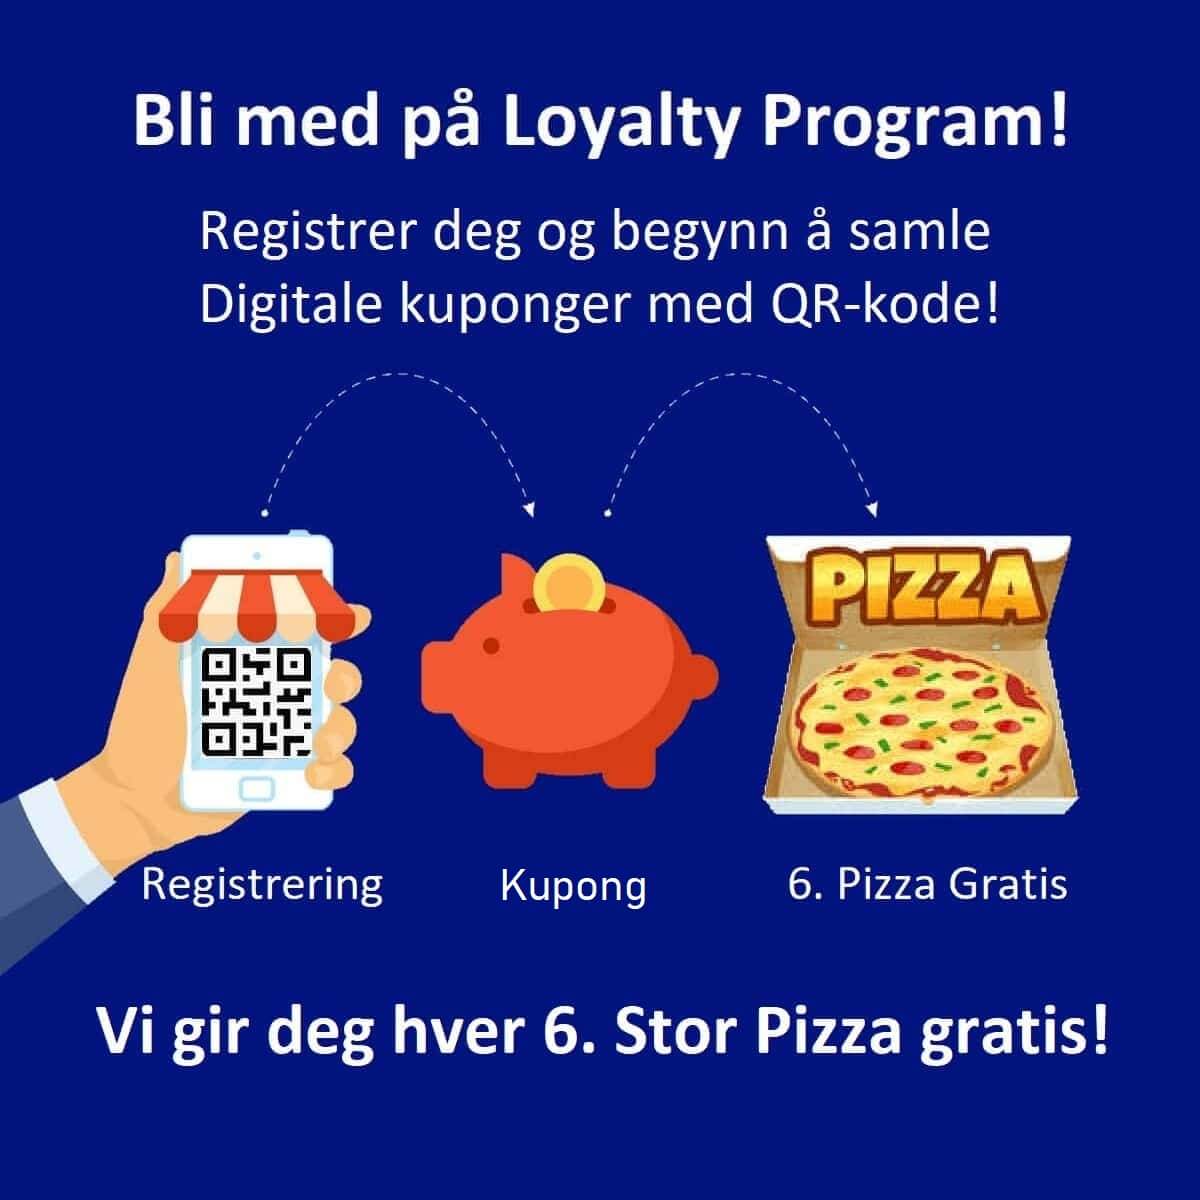 Bli med på Loyalty Program!
Registrer deg og begynn å samle
Digitale kuponger med QR-kode!
PIZZA
Registrering
Kupong
6. Pizza Gratis
Vi gir deg hver 6. Stor Pizza gratis!